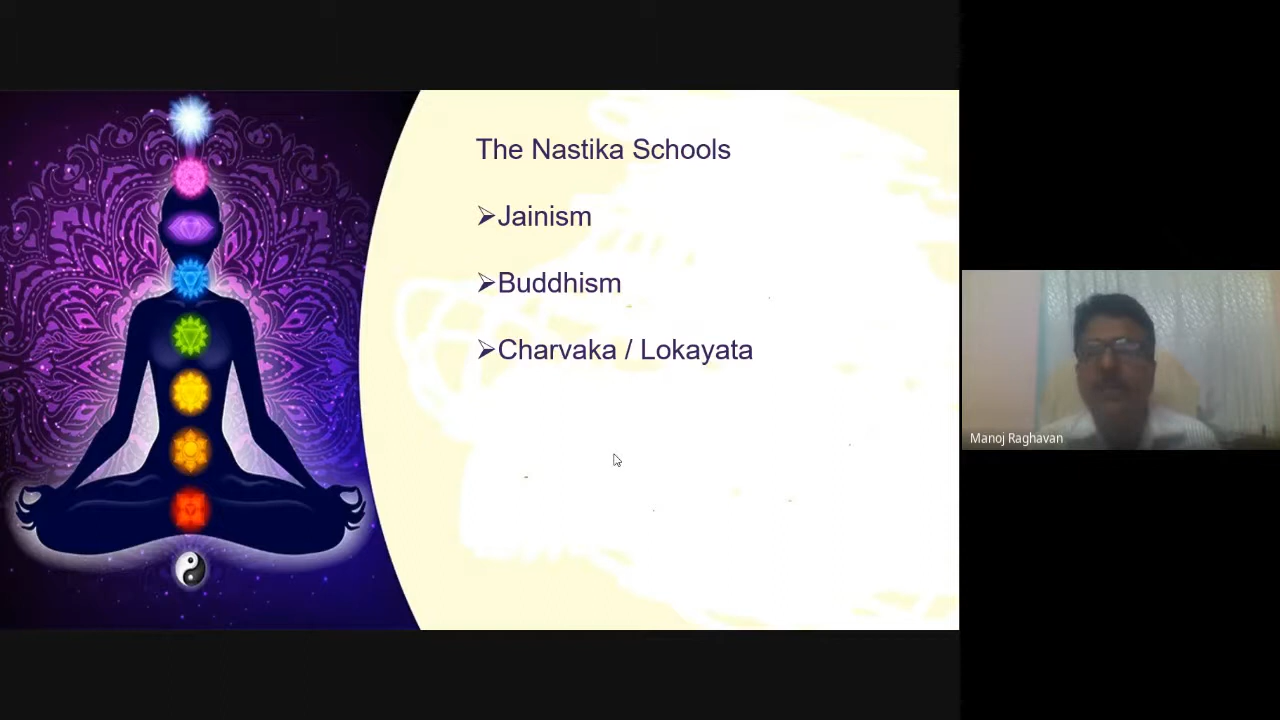 The Nastika Schools
➢Jainism
➢Buddhism
➢Charvaka / Lokayata
Manoj Raghavan